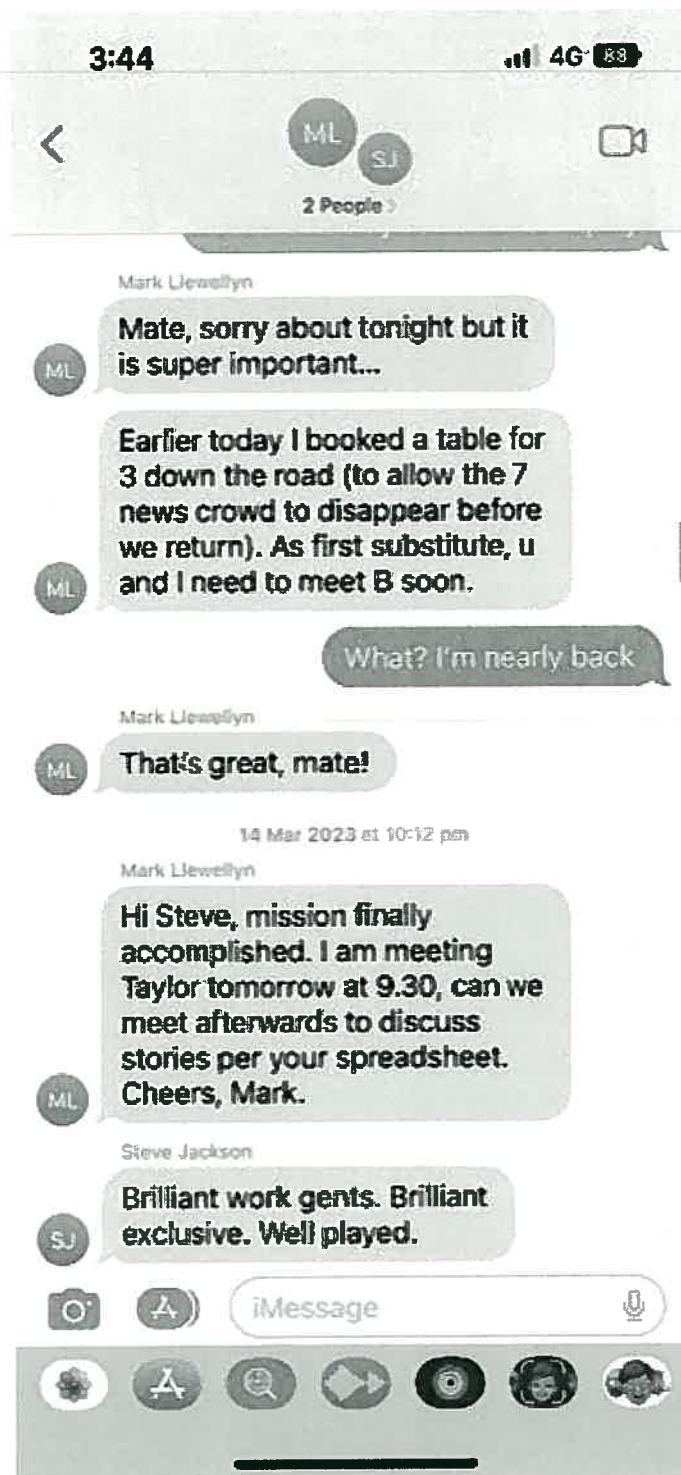 3:44
4G 88
ML
SJ
2 People >
Mark Llewellyn
Mate, sorry about tonight but it
is super important...
ML
Earlier today I booked a table for
3 down the road (to allow the 7
news crowd to disappear before
we return). As first substitute, u
and I need to meet B soon.
ML
What? I'm nearly back
Mark Llewellyn
That's great, mate!
ML
14 Mar 2023 at 10:12 pm
Mark Llewellyn
Hi Steve, mission finally
accomplished. I am meeting
Taylor tomorrow at 9.30, can we
meet afterwards to discuss
stories per your spreadsheet.
Cheers, Mark.
ML
Steve Jackson
Brilliant work gents. Brilliant
exclusive. Well played.
SJ
iMessage